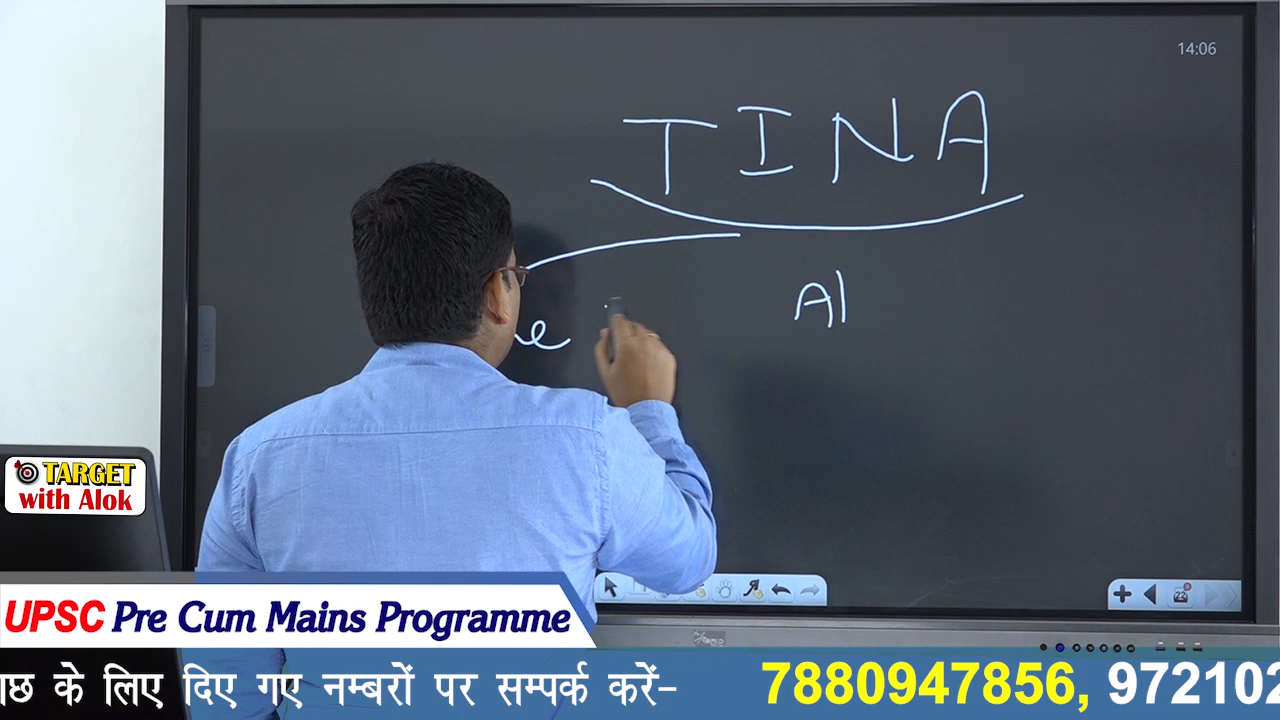 14:06
TINA
Al
e
TARGET
with Alok
UPSC Pre Cum Mains Programme
छ के लिए दिए गए नम्बरों पर सम्पर्क करें- 7880947856, 972102